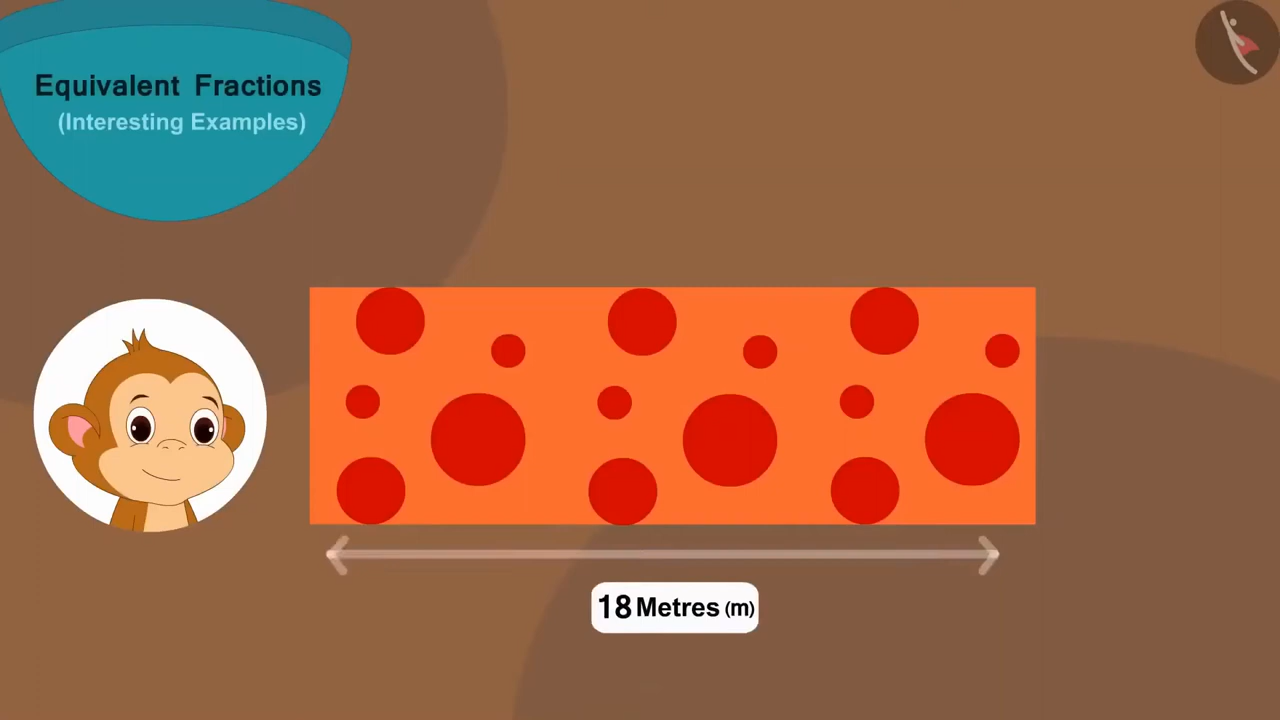 Equivalent Fractions
(Interesting Examples)
18 Metres (m)